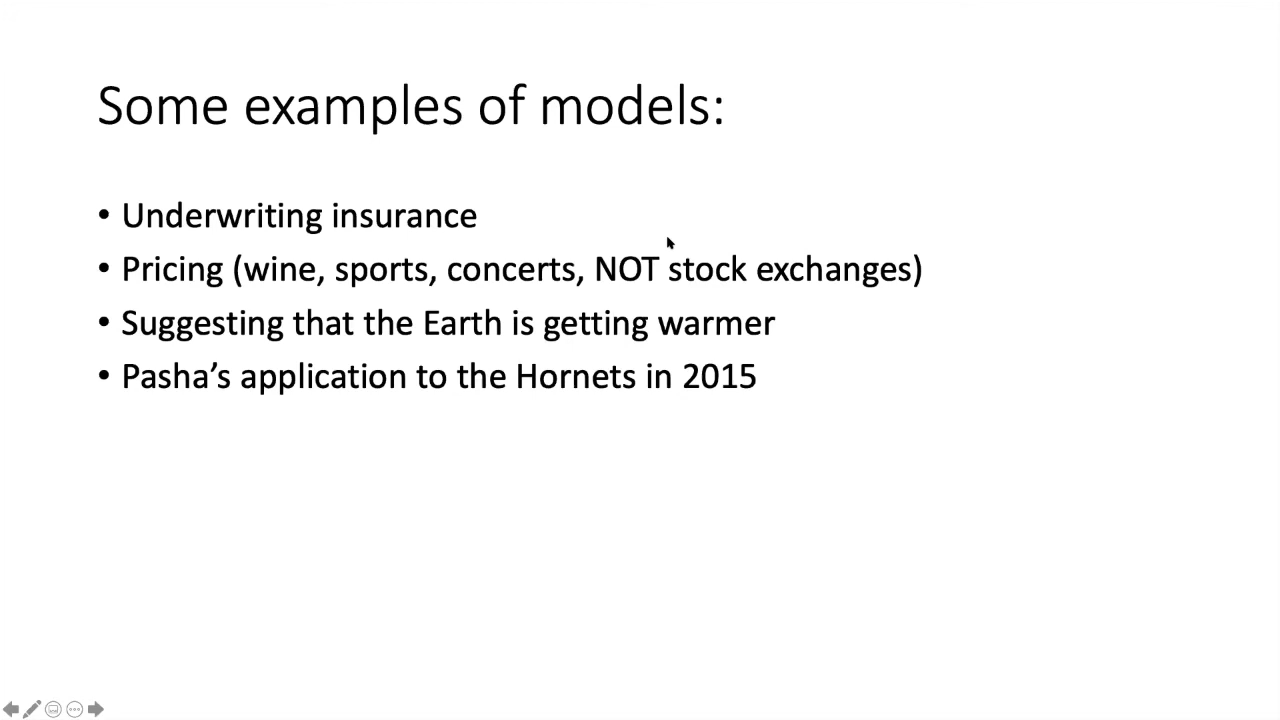 Some examples of models:
• Underwriting insurance
• Pricing (wine, sports, concerts, NOT stock exchanges)
• Suggesting that the Earth is getting warmer
• Pasha’s application to the Hornets in 2015